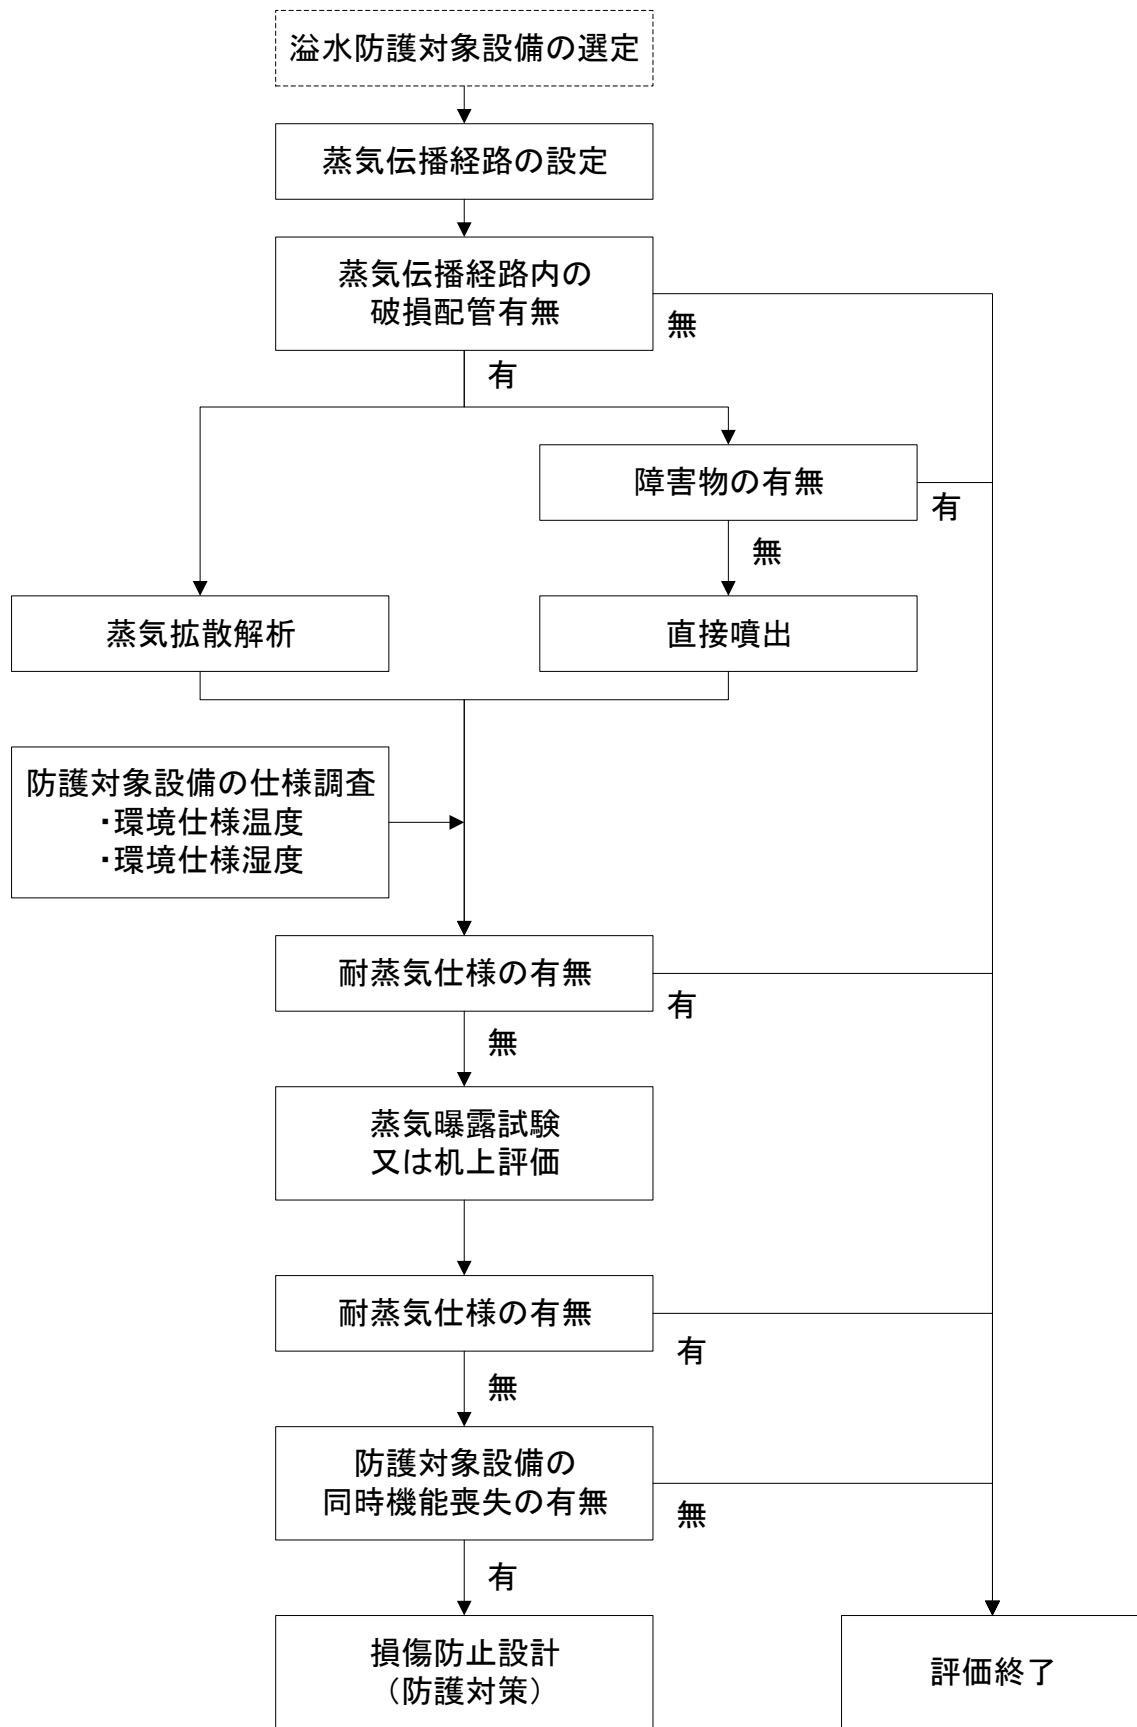 溢水防護対象設備の選定
蒸気伝播経路の設定
蒸気伝播経路内の
破損配管有無
無
有
障害物の有無
有
無
蒸気拡散解析
直接噴出
防護対象設備の仕様調査
・環境仕様温度
・環境仕様湿度
耐蒸気仕様の有無
有
無
蒸気曝露試験
又は机上評価
耐蒸気仕様の有無
有
無
防護対象設備の
同時機能喪失の有無
無
有
損傷防止設計
（防護対策）
評価終了